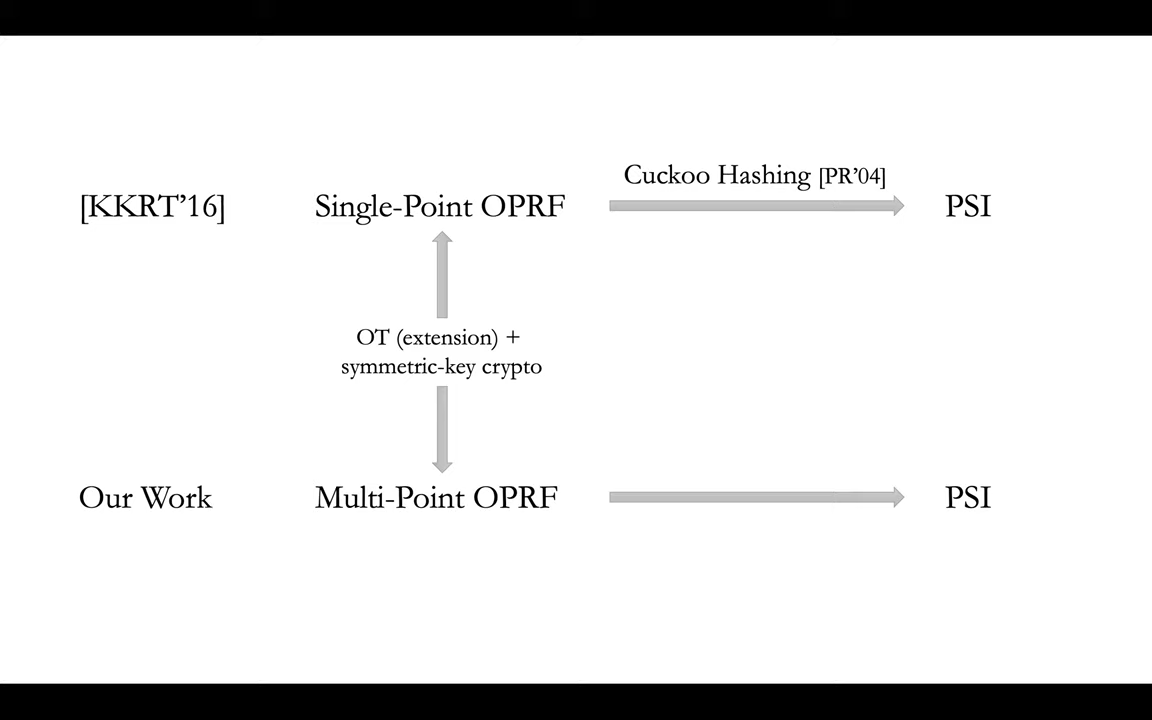 Cuckoo Hashing [PR’04]
[KKRT’16] Single-Point OPRF PSI
OT (extension) +
symmetric-key crypto
Our Work Multi-Point OPRF PSI